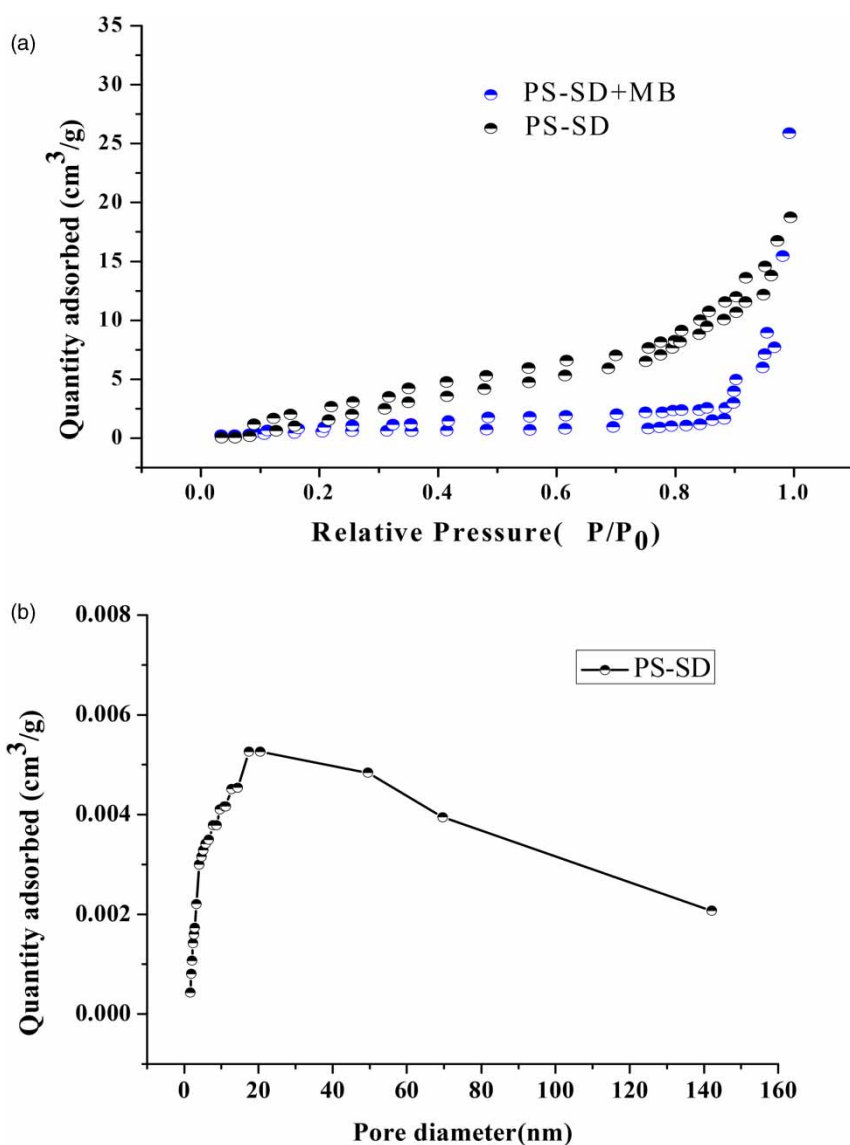 (a)
35
30
25
20
15
10
5
0
Quantity adsorbed (cm³/g)
PS-SD+MB
PS-SD
0.0 0.2 0.4 0.6 0.8 1.0
Relative Pressure( P/P₀)
(b)
0.008
0.006
0.004
0.002
0.000
Quantity adsorbed (cm³/g)
PS-SD
0 20 40 60 80 100 120 140 160
Pore diameter(nm)